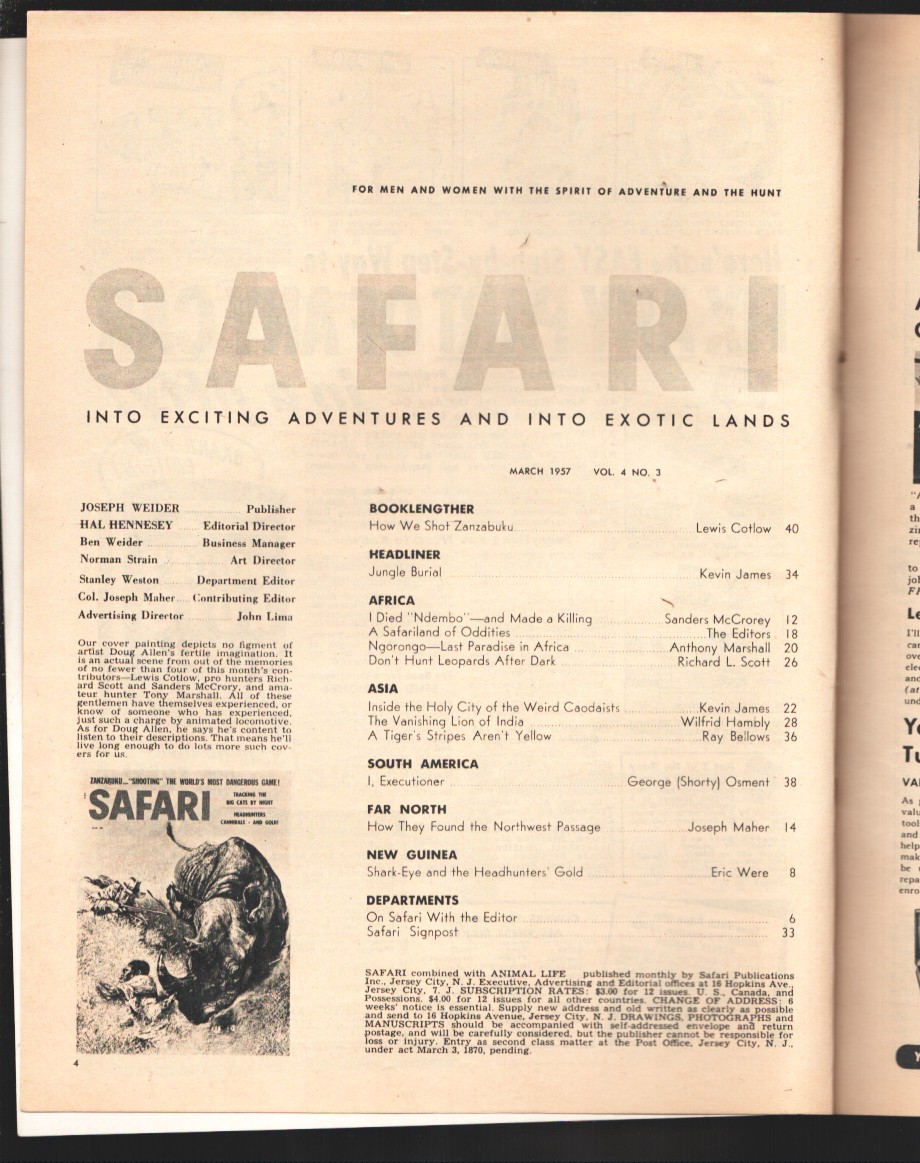 FOR MEN AND WOMEN WITH THE SPIRIT OF ADVENTURE AND THE HUNT
SAFARI
INTO EXCITING ADVENTURES AND INTO EXOTIC LANDS
MARCH 1957 VOL. 4 NO. 3
JOSEPH WEIDER Publisher
HAL HENNESEY Editorial Director
Ben Weider Business Manager
Norman Strain Art Director
Stanley Weston Department Editor
Col. Joseph Maher Contributing Editor
Advertising Director John Lima
Our cover painting depicts no figment of
artist Doug Allen's fertile imagination. It
is an actual scene from out of the memories
of no fewer than four of this month's con-
tributors—Lewis Cotlow, pro hunters Rich-
ard Scott and Sanders McCrory, and ama-
teur hunter Tony Marshall. All of these
gentlemen have themselves experienced, or
know of someone who has experienced,
just such a charge by animated locomotive.
As for Doug Allen, he says he's content to
listen to their descriptions. That means he'll
live long enough to do lots more such cov-
ers for us.
ZANZABUKU..."SHOOTING" THE WORLD'S MOST DANGEROUS GAME!
SAFARI
TRACKING THE
BIG CATS BY NIGHT
HEADHUNTERS
CANNIBALS - AND GOLD!
4
BOOKLENGTHER
How We Shot Zanzabuku Lewis Cotlow 40
HEADLINER
Jungle Burial Kevin James 34
AFRICA
I Died "Ndembo"—and Made a Killing Sanders McCrorey 12
A Safariland of Oddities The Editors 18
Ngorongo—Last Paradise in Africa Anthony Marshall 20
Don't Hunt Leopards After Dark Richard L. Scott 26
ASIA
Inside the Holy City of the Weird Caodaists Kevin James 22
The Vanishing Lion of India Wilfrid Hambly 28
A Tiger's Stripes Aren't Yellow Ray Bellows 36
SOUTH AMERICA
I, Executioner George (Shorty) Osment 38
FAR NORTH
How They Found the Northwest Passage Joseph Maher 14
NEW GUINEA
Shark-Eye and the Headhunters' Gold Eric Were 8
DEPARTMENTS
On Safari With the Editor 6
Safari Signpost 33
SAFARI combined with ANIMAL LIFE published monthly by Safari Publications
Inc., Jersey City, N. J. Executive, Advertising and Editorial offices at 16 Hopkins Ave.,
Jersey City, 7. J. SUBSCRIPTION RATES: $3.00 for 12 issues. U. S., Canada, and
Possessions. $4.00 for 12 issues for all other countries. CHANGE OF ADDRESS: 6
weeks' notice is essential. Supply new address and old written as clearly as possible
and send to 16 Hopkins Avenue, Jersey City, N. J. DRAWINGS, PHOTOGRAPHS and
MANUSCRIPTS should be accompanied with self-addressed envelope and return
postage, and will be carefully considered, but the publisher cannot be responsible for
loss or injury. Entry as second class matter at the Post Office, Jersey City, N. J.,
under act March 3, 1870, pending.